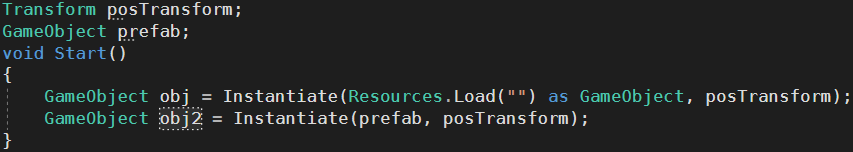 Transform posTransform;
GameObject prefab;
void Start()
{
    GameObject obj = Instantiate(Resources.Load("") as GameObject, posTransform);
    GameObject obj2 = Instantiate(prefab, posTransform);
}